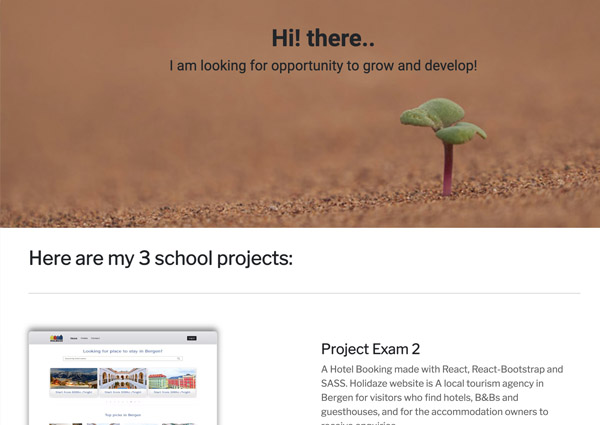 Hi! there..
I am looking for opportunity to grow and develop!
Here are my 3 school projects:
Looking for place to stay in Bergen?
Top prize in Bergen
Project Exam 2
A Hotel Booking made with React, React-Bootstrap and
SASS. Holidaze website is A local tourism agency in
Bergen for visitors who find hotels, B&Bs and
guesthouses, and for the accommodation owners to
receive enquiries.